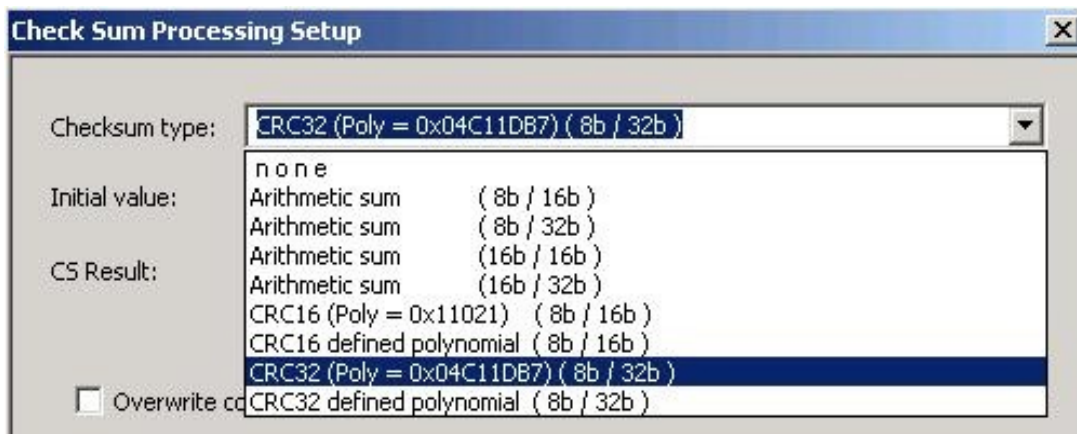 Check Sum Processing Setup
Checksum type: CRC32 (Poly = 0x04C11DB7) ( 8b / 32b )
n o n e
Initial value: Arithmetic sum ( 8b / 16b )
Arithmetic sum ( 8b / 32b )
Arithmetic sum (16b / 16b )
CS Result:
Arithmetic sum (16b / 32b )
CRC16 (Poly = 0x11021) ( 8b / 16b )
CRC16 defined polynomial ( 8b / 16b )
CRC32 (Poly = 0x04C11DB7) ( 8b / 32b )
Overwrite co CRC32 defined polynomial ( 8b / 32b )